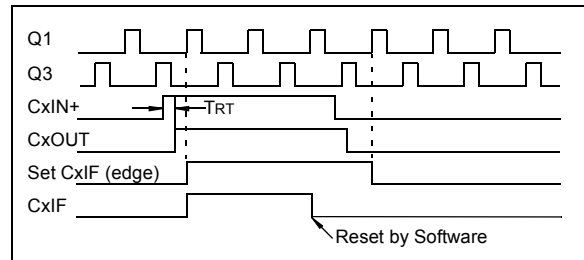 Q1
Q3
CxIN+
TRT
CxOUT
Set CxIF (edge)
CxIF
Reset by Software